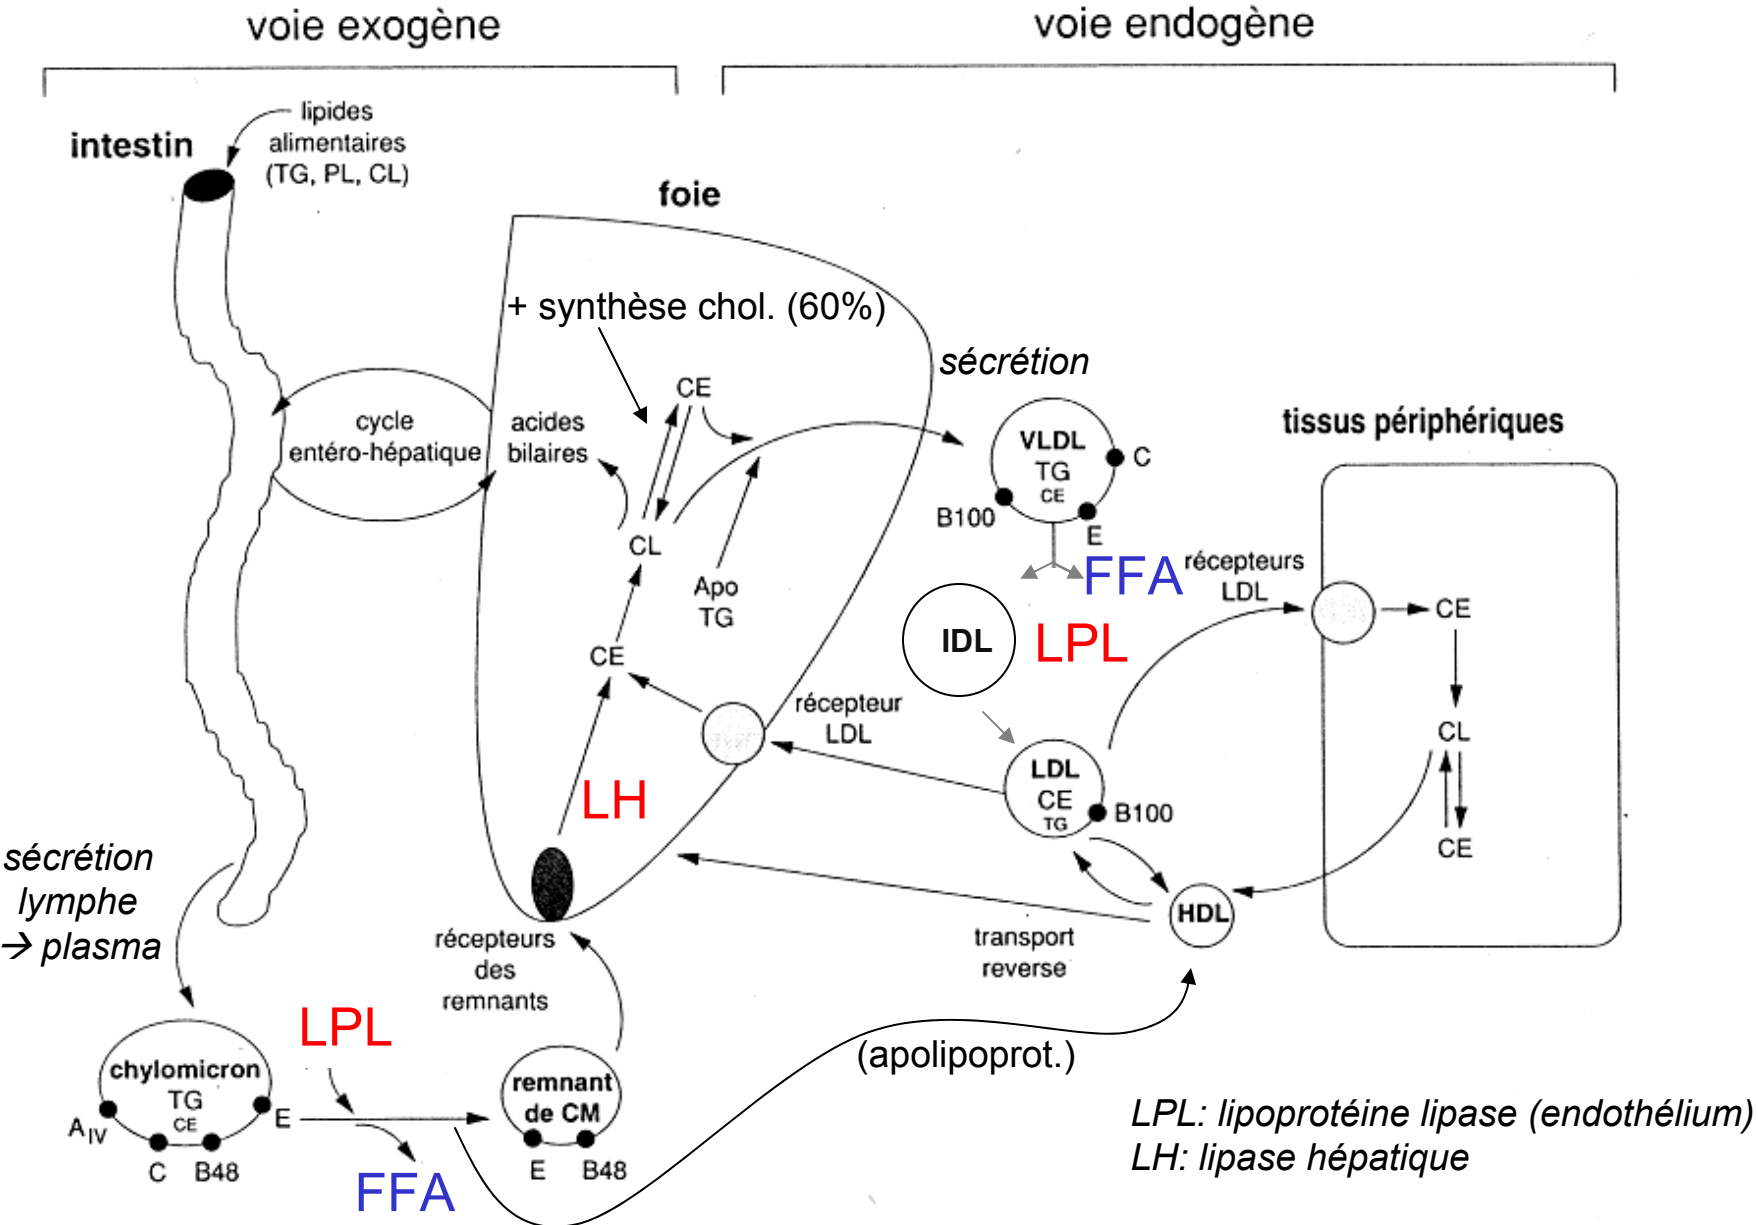 voie exogène
voie endogène
intestin
lipides
alimentaires
(TG, PL, CL)
foie
+ synthèse chol. (60%)
sécrétion
CE
cycle
entéro-hépatique
acides
bilaires
CL
Apo
TG
CE
VLDL
TG
CE
C
B100
E
FFA
IDL
LPL
récepteurs
LDL
tissus périphériques
CE
CL
CE
récepteur
LDL
LDL
CE
TG
B100
LH
HDL
transport
reverse
sécrétion
lymphe
→ plasma
récepteurs
des
remnants
LPL
chylomicron
TG
CE
A IV
C
B48
E
FFA
remnant
de CM
E
B48
(apolipoprot.)
LPL: lipoprotéine lipase (endothélium)
LH: lipase hépatique